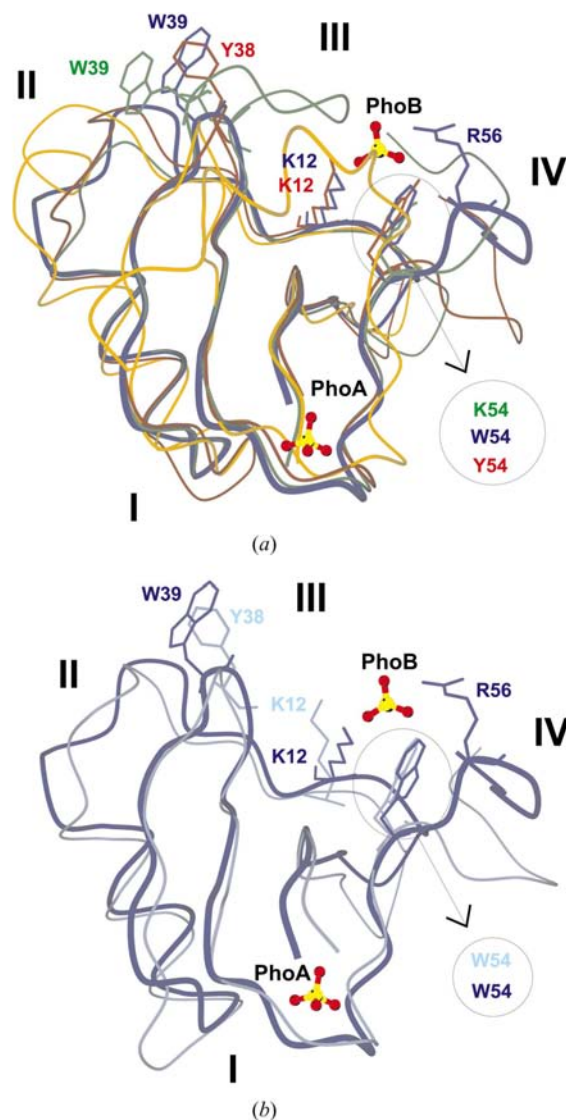 W39
III
W39
Y38
II
PhoB
R56
K12
K12
IV
PhoA
K54
W54
Y54
I
(a)
W39
III
Y38
PhoB
II
R56
K12
IV
K12
PhoA
W54
W54
I
(b)